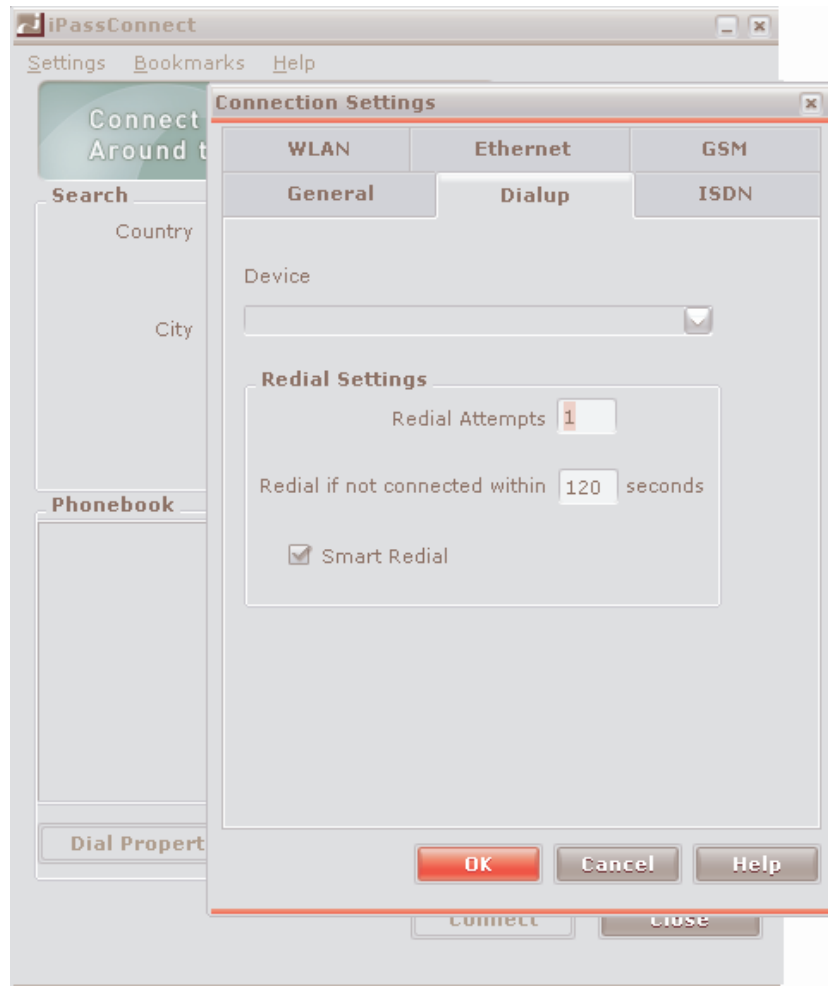 iPassConnect
Settings Bookmarks Help
Connect
Around t
Search
Country
City
Phonebook
Dial Propert
Connect Close
Connection Settings
WLAN Ethernet GSM
General Dialup ISDN
Device
Redial Settings
Redial Attempts 1
Redial if not connected within 120 seconds
Smart Redial
OK Cancel Help